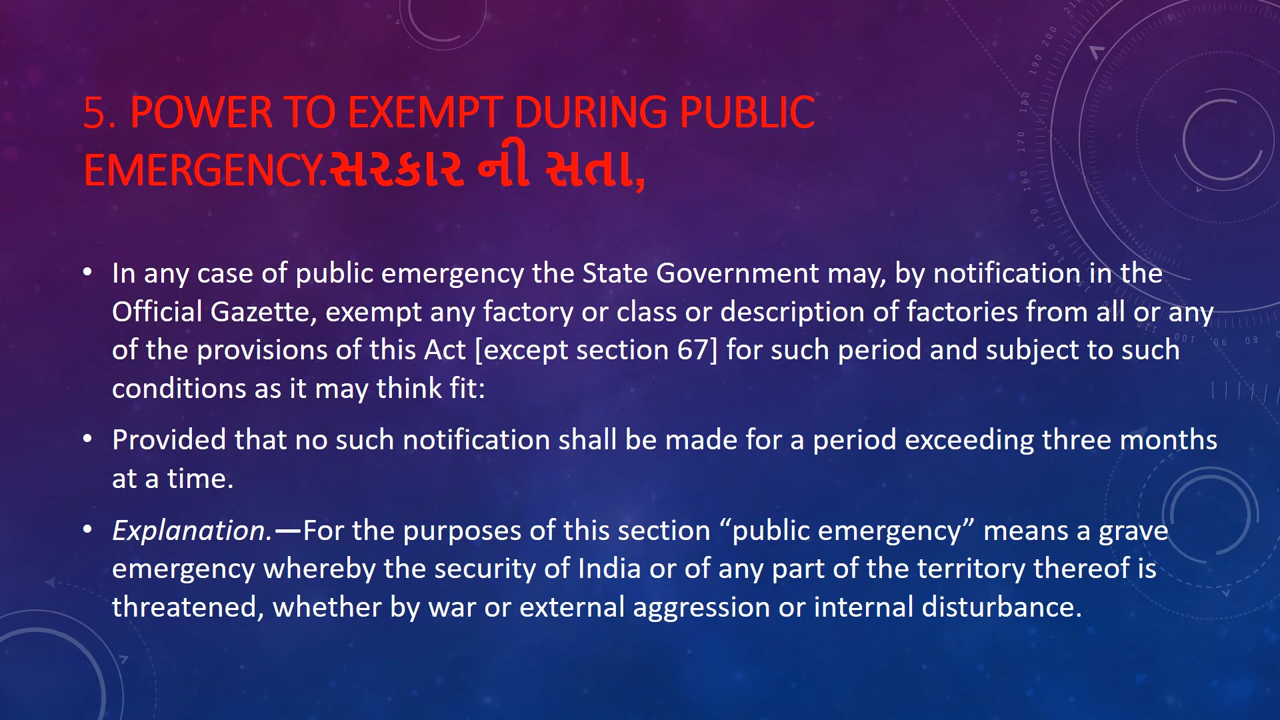 5. POWER TO EXEMPT DURING PUBLIC
EMERGENCY.સરકાર ની સતા,
• In any case of public emergency the State Government may, by notification in the
Official Gazette, exempt any factory or class or description of factories from all or any
of the provisions of this Act [except section 67] for such period and subject to such
conditions as it may think fit:
• Provided that no such notification shall be made for a period exceeding three months
at a time.
• Explanation.—For the purposes of this section “public emergency” means a grave
emergency whereby the security of India or of any part of the territory thereof is
threatened, whether by war or external aggression or internal disturbance.